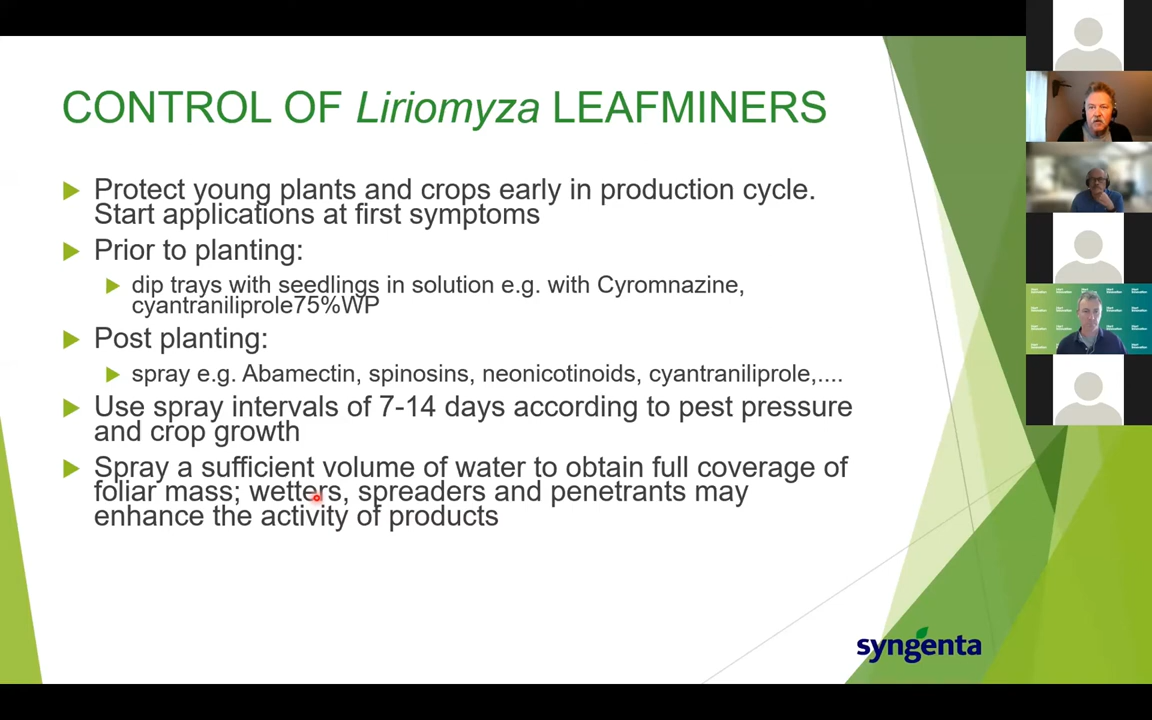 CONTROL OF Liriomyza LEAFMINERS
Protect young plants and crops early in production cycle.
Start applications at first symptoms
Prior to planting:
dip trays with seedlings in solution e.g. with Cyromnazine,
cyantraniliprole75%WP
Post planting:
spray e.g. Abamectin, spinosins, neonicotinoids, cyantraniliprole,....
Use spray intervals of 7-14 days according to pest pressure
and crop growth
Spray a sufficient volume of water to obtain full coverage of
foliar mass; wetters, spreaders and penetrants may
enhance the activity of products
syngenta